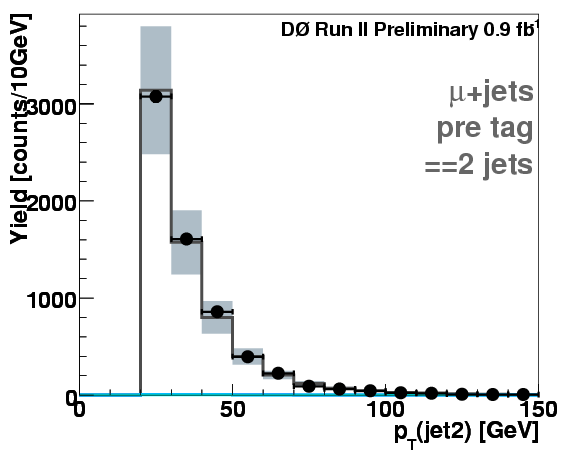 DØ Run II Preliminary 0.9 fb⁻¹
μ+jets
pre tag
==2 jets
Yield [counts/10GeV]
3000
2000
1000
0
0 50 100 150
p_T(jet2) [GeV]